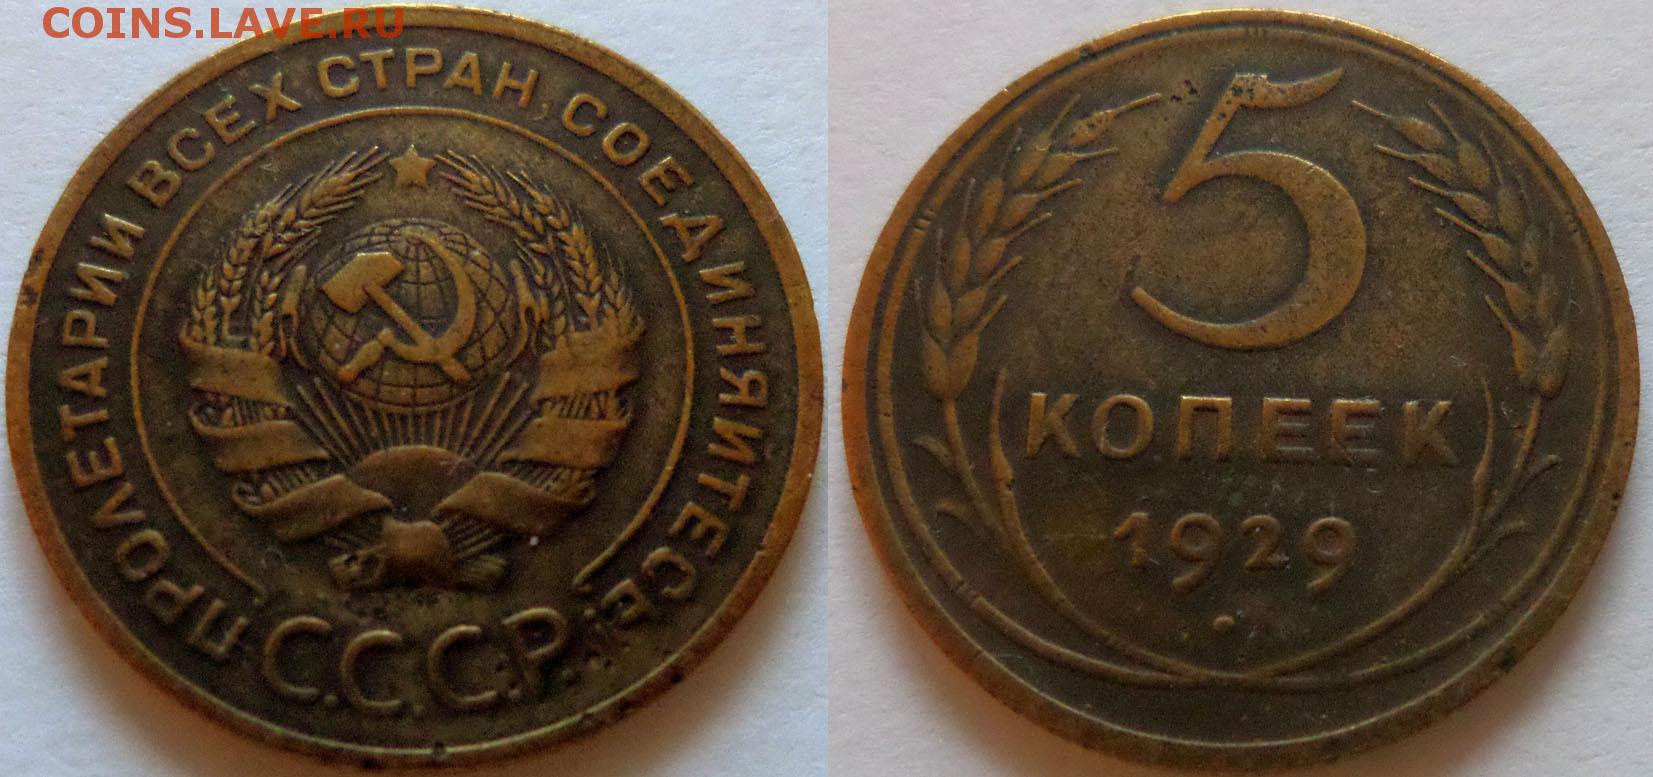 COINS.LAVE.RU
ПРОЛЕТАРИИ ВСЕХ СТРАН, СОЕДИНЯЙТЕСЬ!
С.С.С.Р.
5
КОПЕЕК
1929